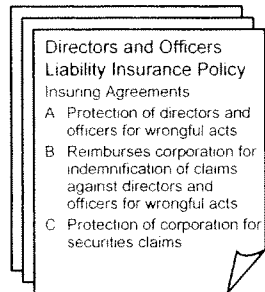 Directors and Officers
Liability Insurance Policy
Insuring Agreements
A Protection of directors and
officers for wrongful acts
B Reimburses corporation for
indemnification of claims
against directors and
officers for wrongful acts
C Protection of corporation for
securities claims